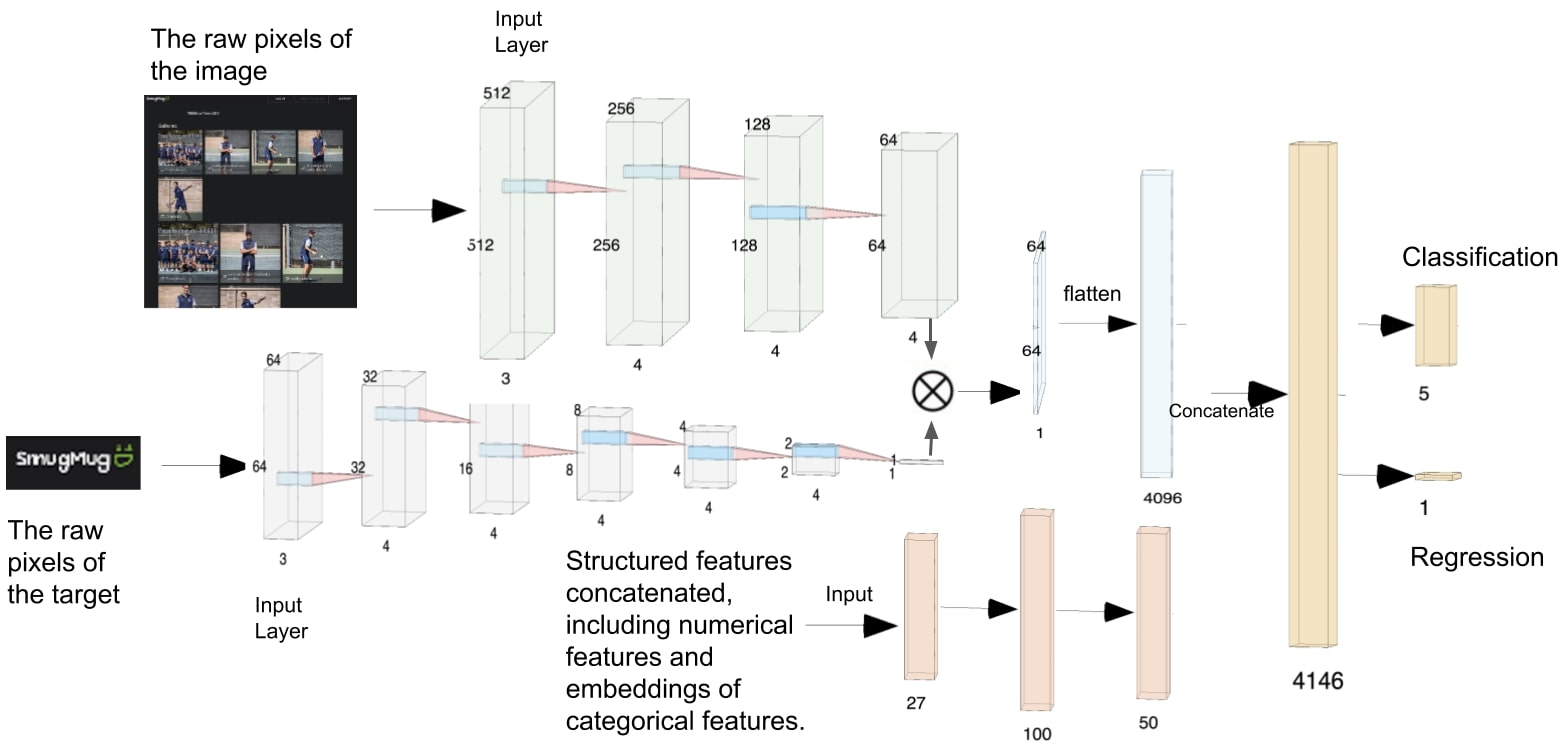 The raw pixels of
the image
Input
Layer
512
512
3
256
256
4
128
128
4
64
64
4
SmugMug
Galleries
64
64
1
flatten
4096
Concatenate
4146
Classification
5
1
Regression
SmugMug
The raw
pixels of
the target
64
64
3
Input
Layer
32
32
4
16
4
8
8
4
4
4
4
2
2
4
1
1
Structured features
concatenated,
including numerical
features and
embeddings of
categorical features.
Input
27
100
50